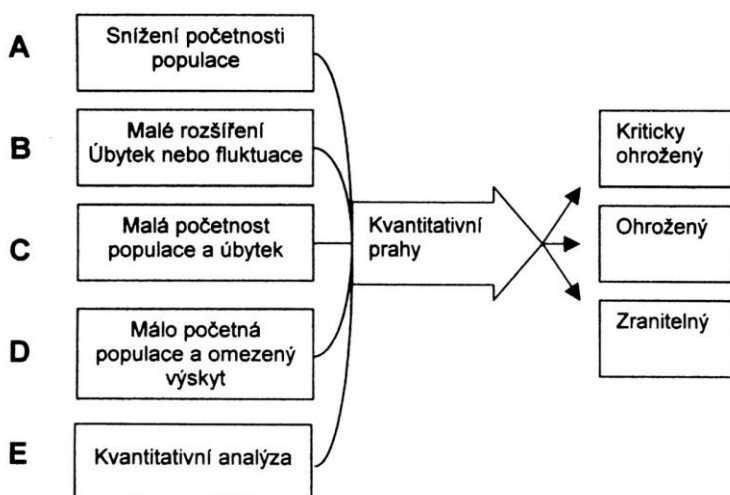 A
Snížení početnosti
populace
B
Malé rozšíření
Úbytek nebo fluktuace
C
Malá početnost
populace a úbytek
D
Málo početná
populace a omezený
výskyt
E
Kvantitativní analýza
Kvantitativní
prahy
Kriticky
ohrožený
Ohrožený
Zranitelný